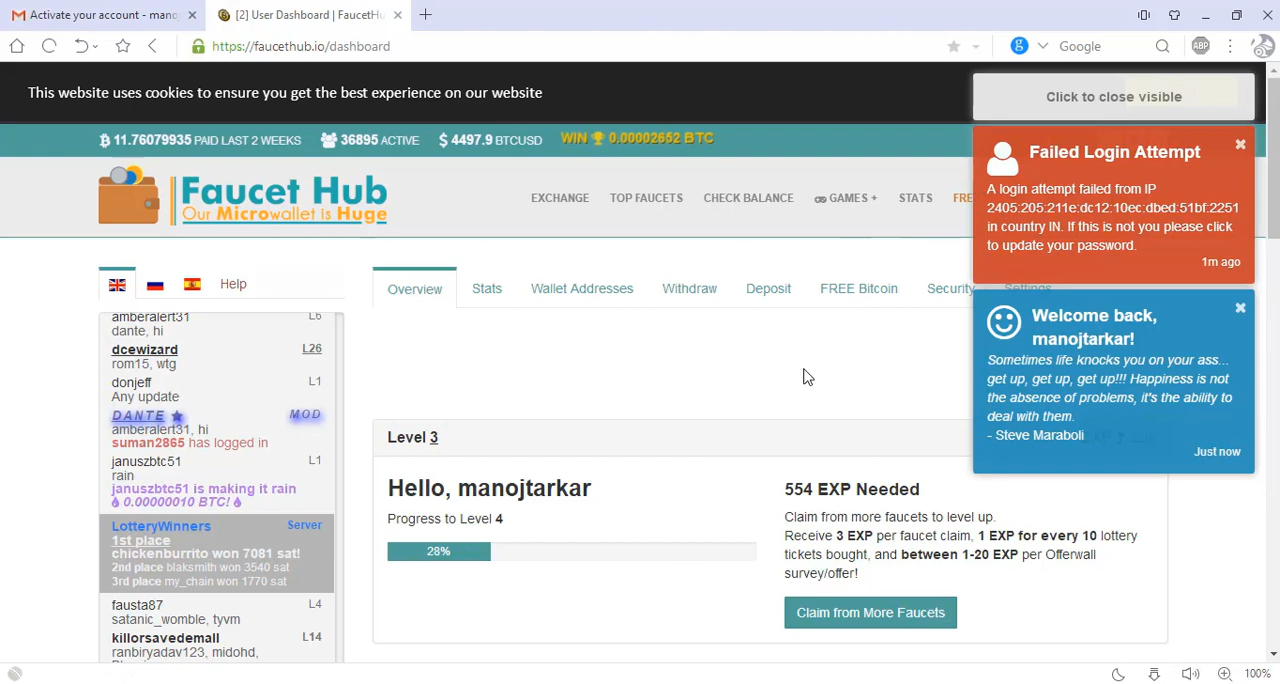 Activate your account - mano
[2] User Dashboard | FaucetHu
https://faucethub.io/dashboard
Google
ABP
This website uses cookies to ensure you get the best experience on our website
Click to close visible
11.76079935 PAID LAST 2 WEEKS
36895 ACTIVE
$ 4497.9 BTCUSD
WIN 0.00002652 BTC
Faucet Hub
Our Microwallet is Huge
EXCHANGE
TOP FAUCETS
CHECK BALANCE
GAMES +
STATS
FRE
Failed Login Attempt
A login attempt failed from IP
2405:205:211e:dc12:10ec:dbed:51bf:2251
in country IN. If this is not you please click
to update your password.
1m ago
Welcome back,
manojtarkar!
Sometimes life knocks you on your ass...
get up, get up, get up!!! Happiness is not
the absence of problems, it's the ability to
deal with them.
- Steve Maraboli
Just now
Help
Overview
Stats
Wallet Addresses
Withdraw
Deposit
FREE Bitcoin
Security
Settings
amberalert31 L6
dante, hi
dcewizard L26
rom15, wtg
donjeff L1
Any update
DANTE MOD
amberalert31, hi
suman2865 has logged in
januszbtc51 L1
rain
januszbtc51 is making it rain
0.00000010 BTC!
LotteryWinners Server
1st place
chickenburrito won 7081 sat!
2nd place blaksmith won 3540 sat
3rd place my_chain won 1770 sat
fausta87 L4
satanic_womble, tyvm
killorsavedemall L14
ranbiryadav123, midohd,
Level 3
Hello, manojtarkar
Progress to Level 4
28%
554 EXP Needed
Claim from more faucets to level up.
Receive 3 EXP per faucet claim, 1 EXP for every 10 lottery
tickets bought, and between 1-20 EXP per Offerwall
survey/offer!
Claim from More Faucets
100%